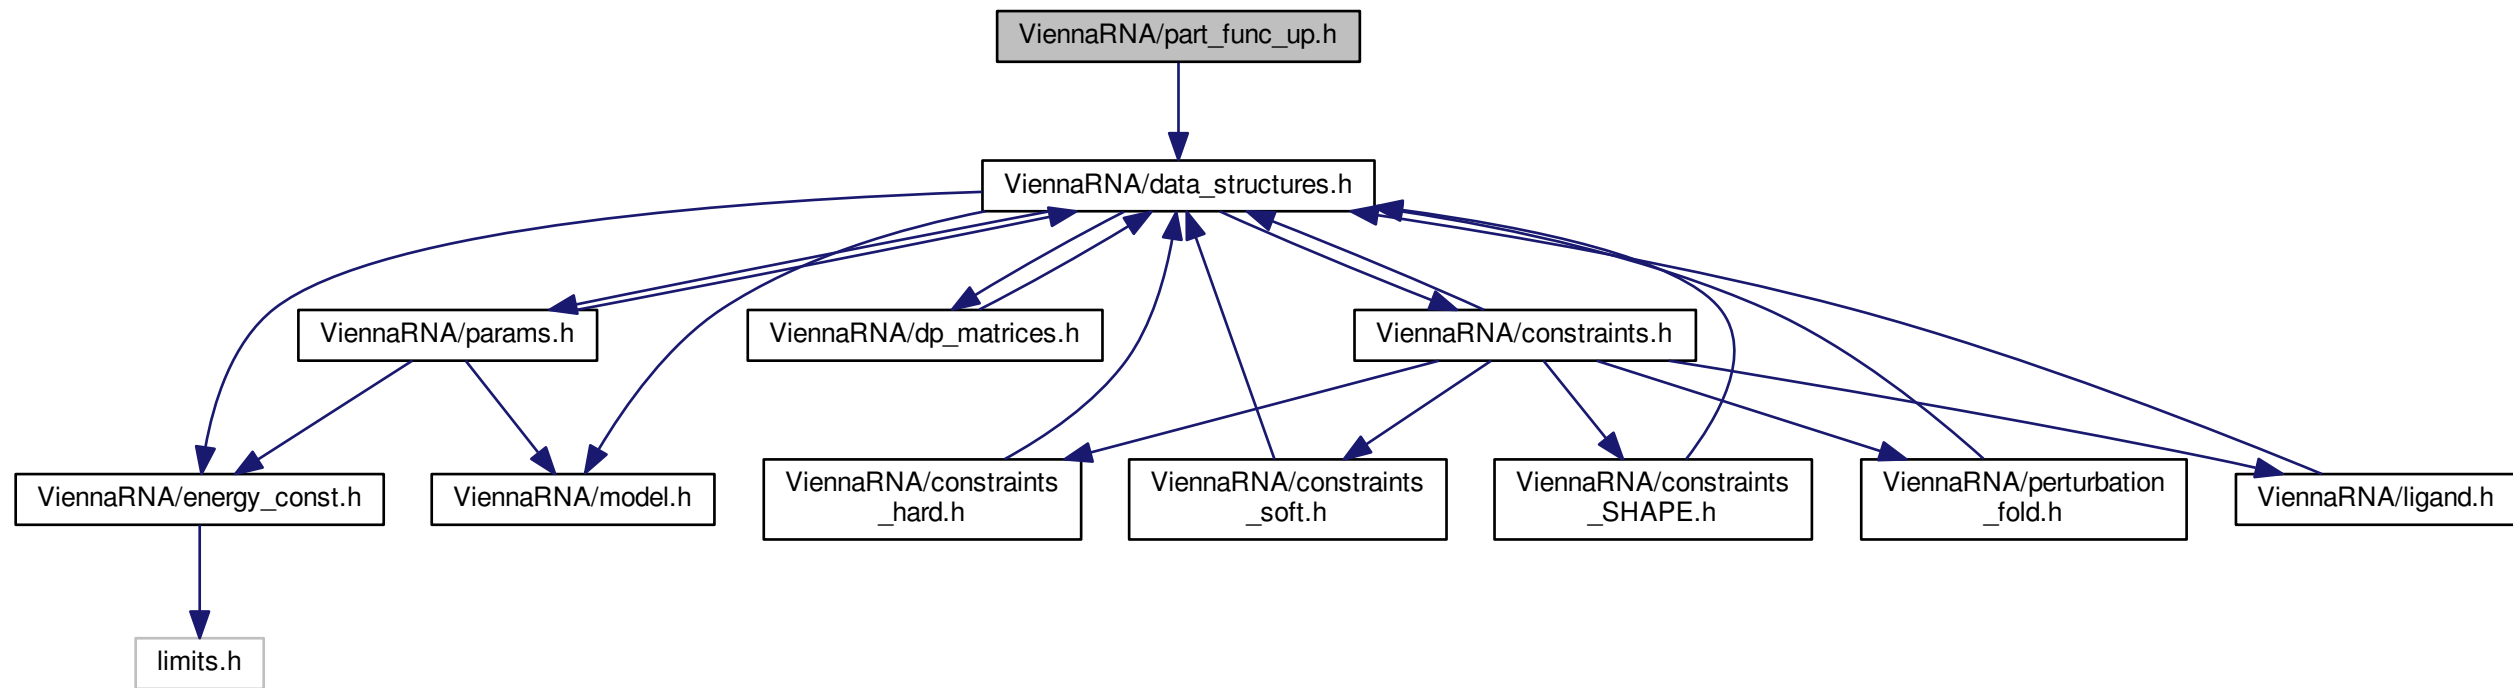 ViennaRNA/part_func_up.h
ViennaRNA/data_structures.h
ViennaRNA/params.h
ViennaRNA/dp_matrices.h
ViennaRNA/constraints.h
ViennaRNA/energy_const.h
ViennaRNA/model.h
ViennaRNA/constraints
_hard.h
ViennaRNA/constraints
_soft.h
ViennaRNA/constraints
_SHAPE.h
ViennaRNA/perturbation
_fold.h
ViennaRNA/ligand.h
limits.h